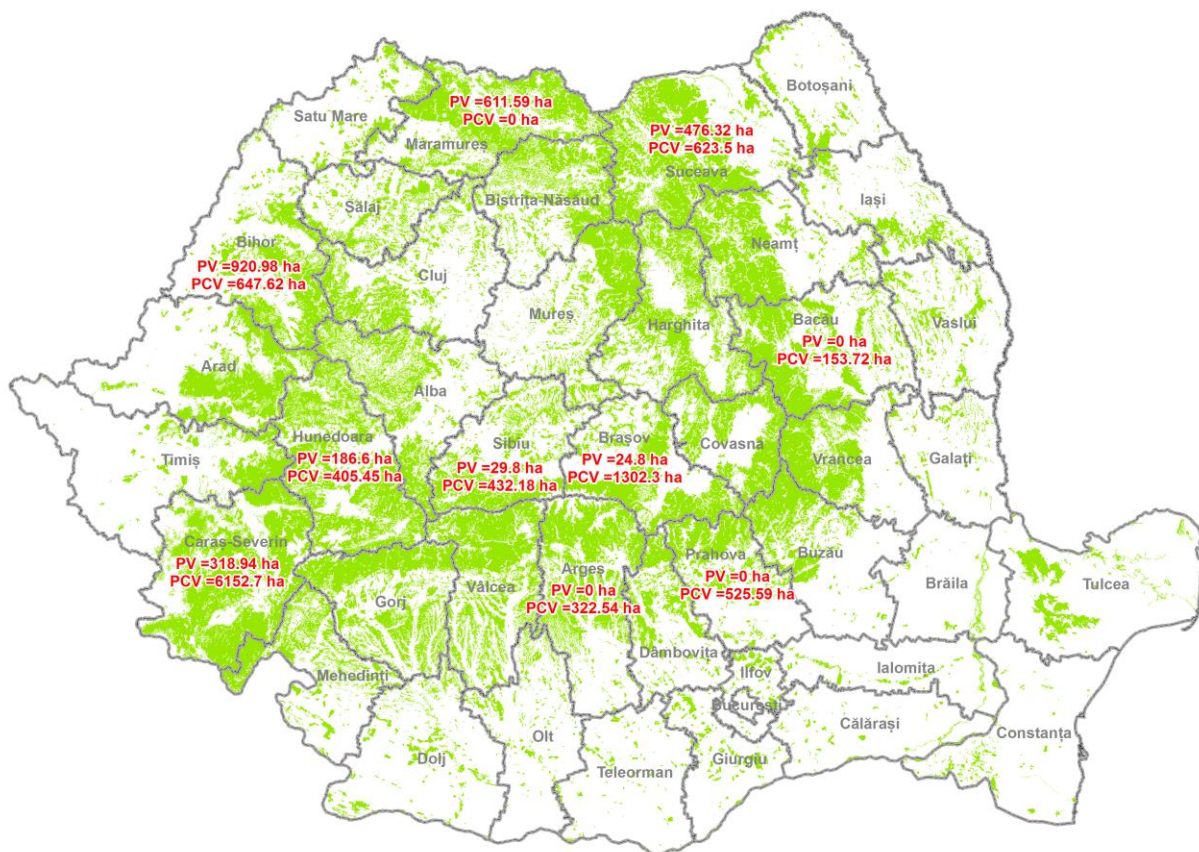 Botoșani
Satu Mare
PV =611.59 ha
PCV =0 ha
Maramureș
PV =476.32 ha
PCV =623.5 ha
Suceava
Iași
Sălaj
Bistrița-Năsăud
Neamț
Bihor
PV =920.98 ha
PCV =647.62 ha
Cluj
Mureș
Harghita
Bacău
PV =0 ha
PCV =153.72 ha
Vaslui
Arad
Alba
Hunedoara
PV =186.6 ha
PCV =405.45 ha
Sibiu
PV =29.8 ha
PCV =432.18 ha
Brașov
PV =24.8 ha
PCV =1302.3 ha
Covasna
Vrancea
Galați
Timiș
Caraș-Severin
PV =318.94 ha
PCV =6152.7 ha
Gorj
Vâlcea
Argeș
PV =0 ha
PCV =322.54 ha
Prahova
PV =0 ha
PCV =525.59 ha
Buzău
Brăila
Tulcea
Mehedinți
Dâmbovița
Ilfov
București
Ialomița
Călărași
Constanța
Dolj
Olt
Teleorman
Giurgiu